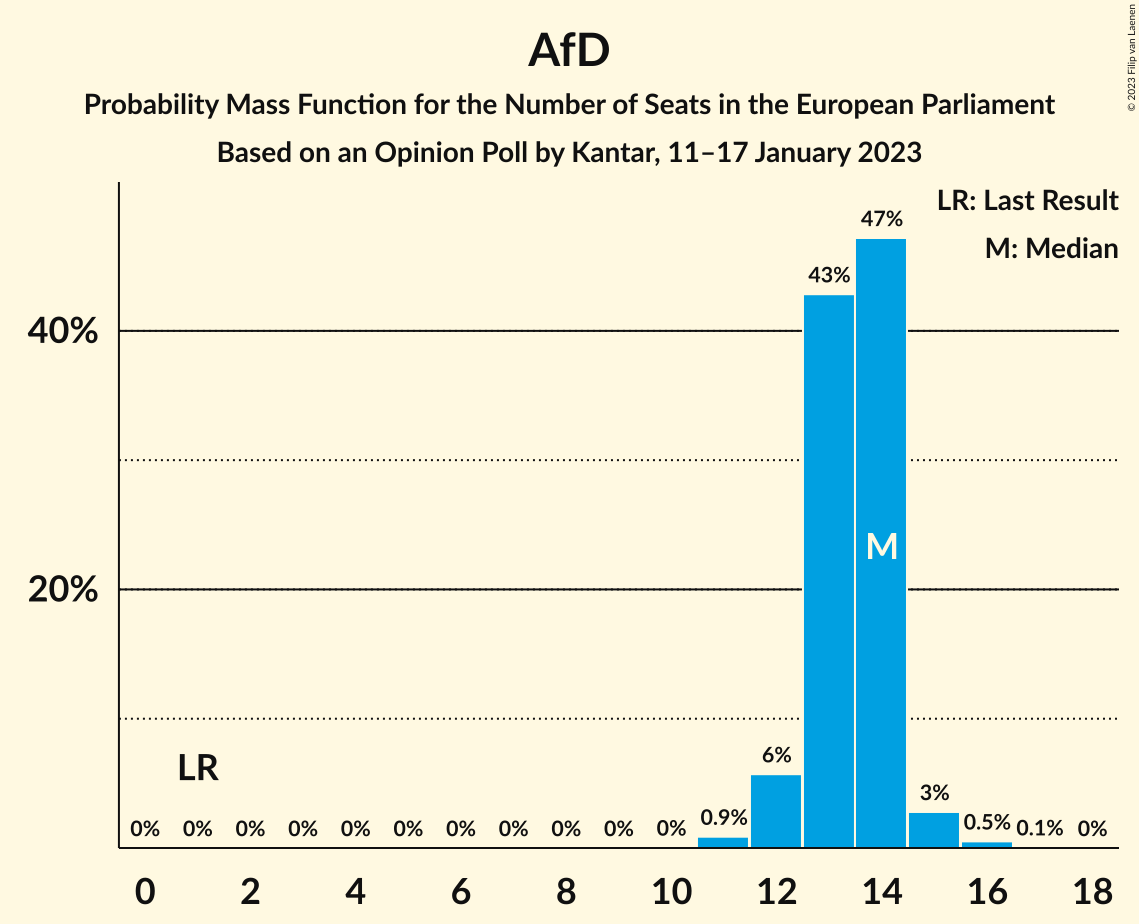 AfD
Probability Mass Function for the Number of Seats in the European Parliament
Based on an Opinion Poll by Kantar, 11–17 January 2023
© 2023 Filip van Laenen
LR: Last Result
M: Median
40%
20%
LR
M
0% 0% 0% 0% 0% 0% 0% 0% 0% 0% 0% 0.9% 6% 43% 47% 3% 0.5% 0.1% 0%
0 2 4 6 8 10 12 14 16 18